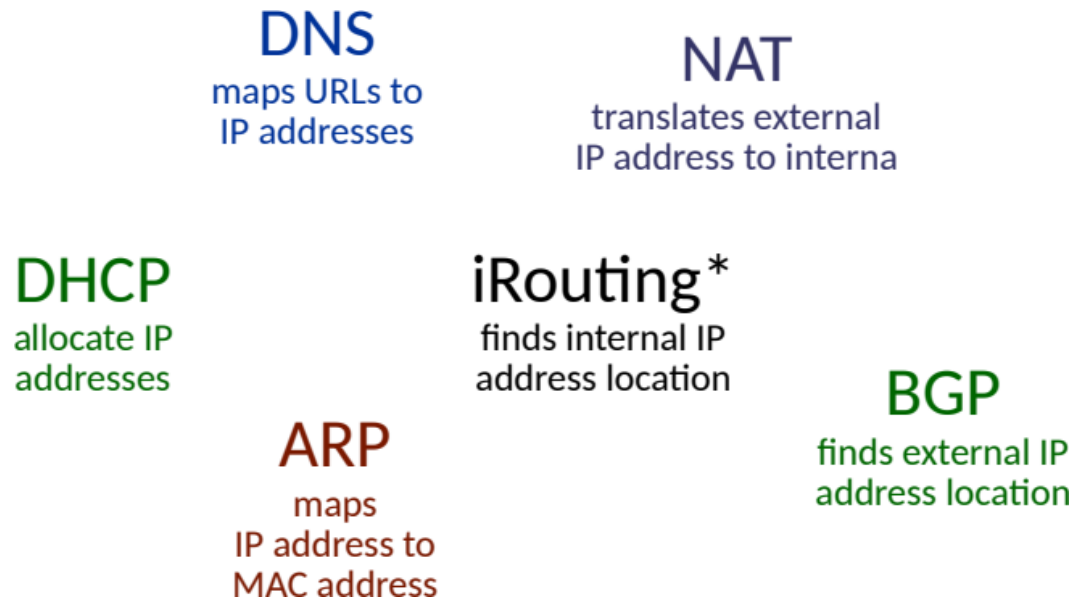 DNS
maps URLs to
IP addresses
NAT
translates external
IP address to interna
DHCP
allocate IP
addresses
iRouting*
finds internal IP
address location
BGP
finds external IP
address location
ARP
maps
IP address to
MAC address